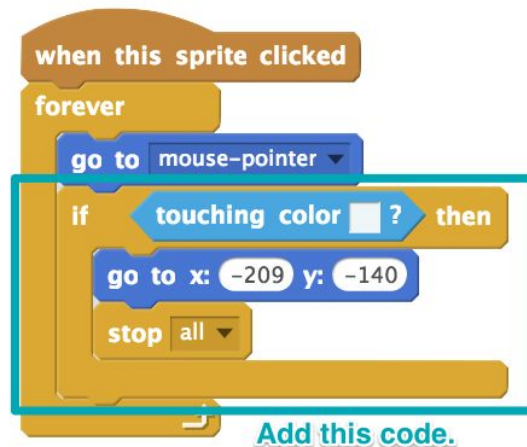 when this sprite clicked
forever
go to mouse-pointer
if touching color ? then
go to x: -209 y: -140
stop all
Add this code.